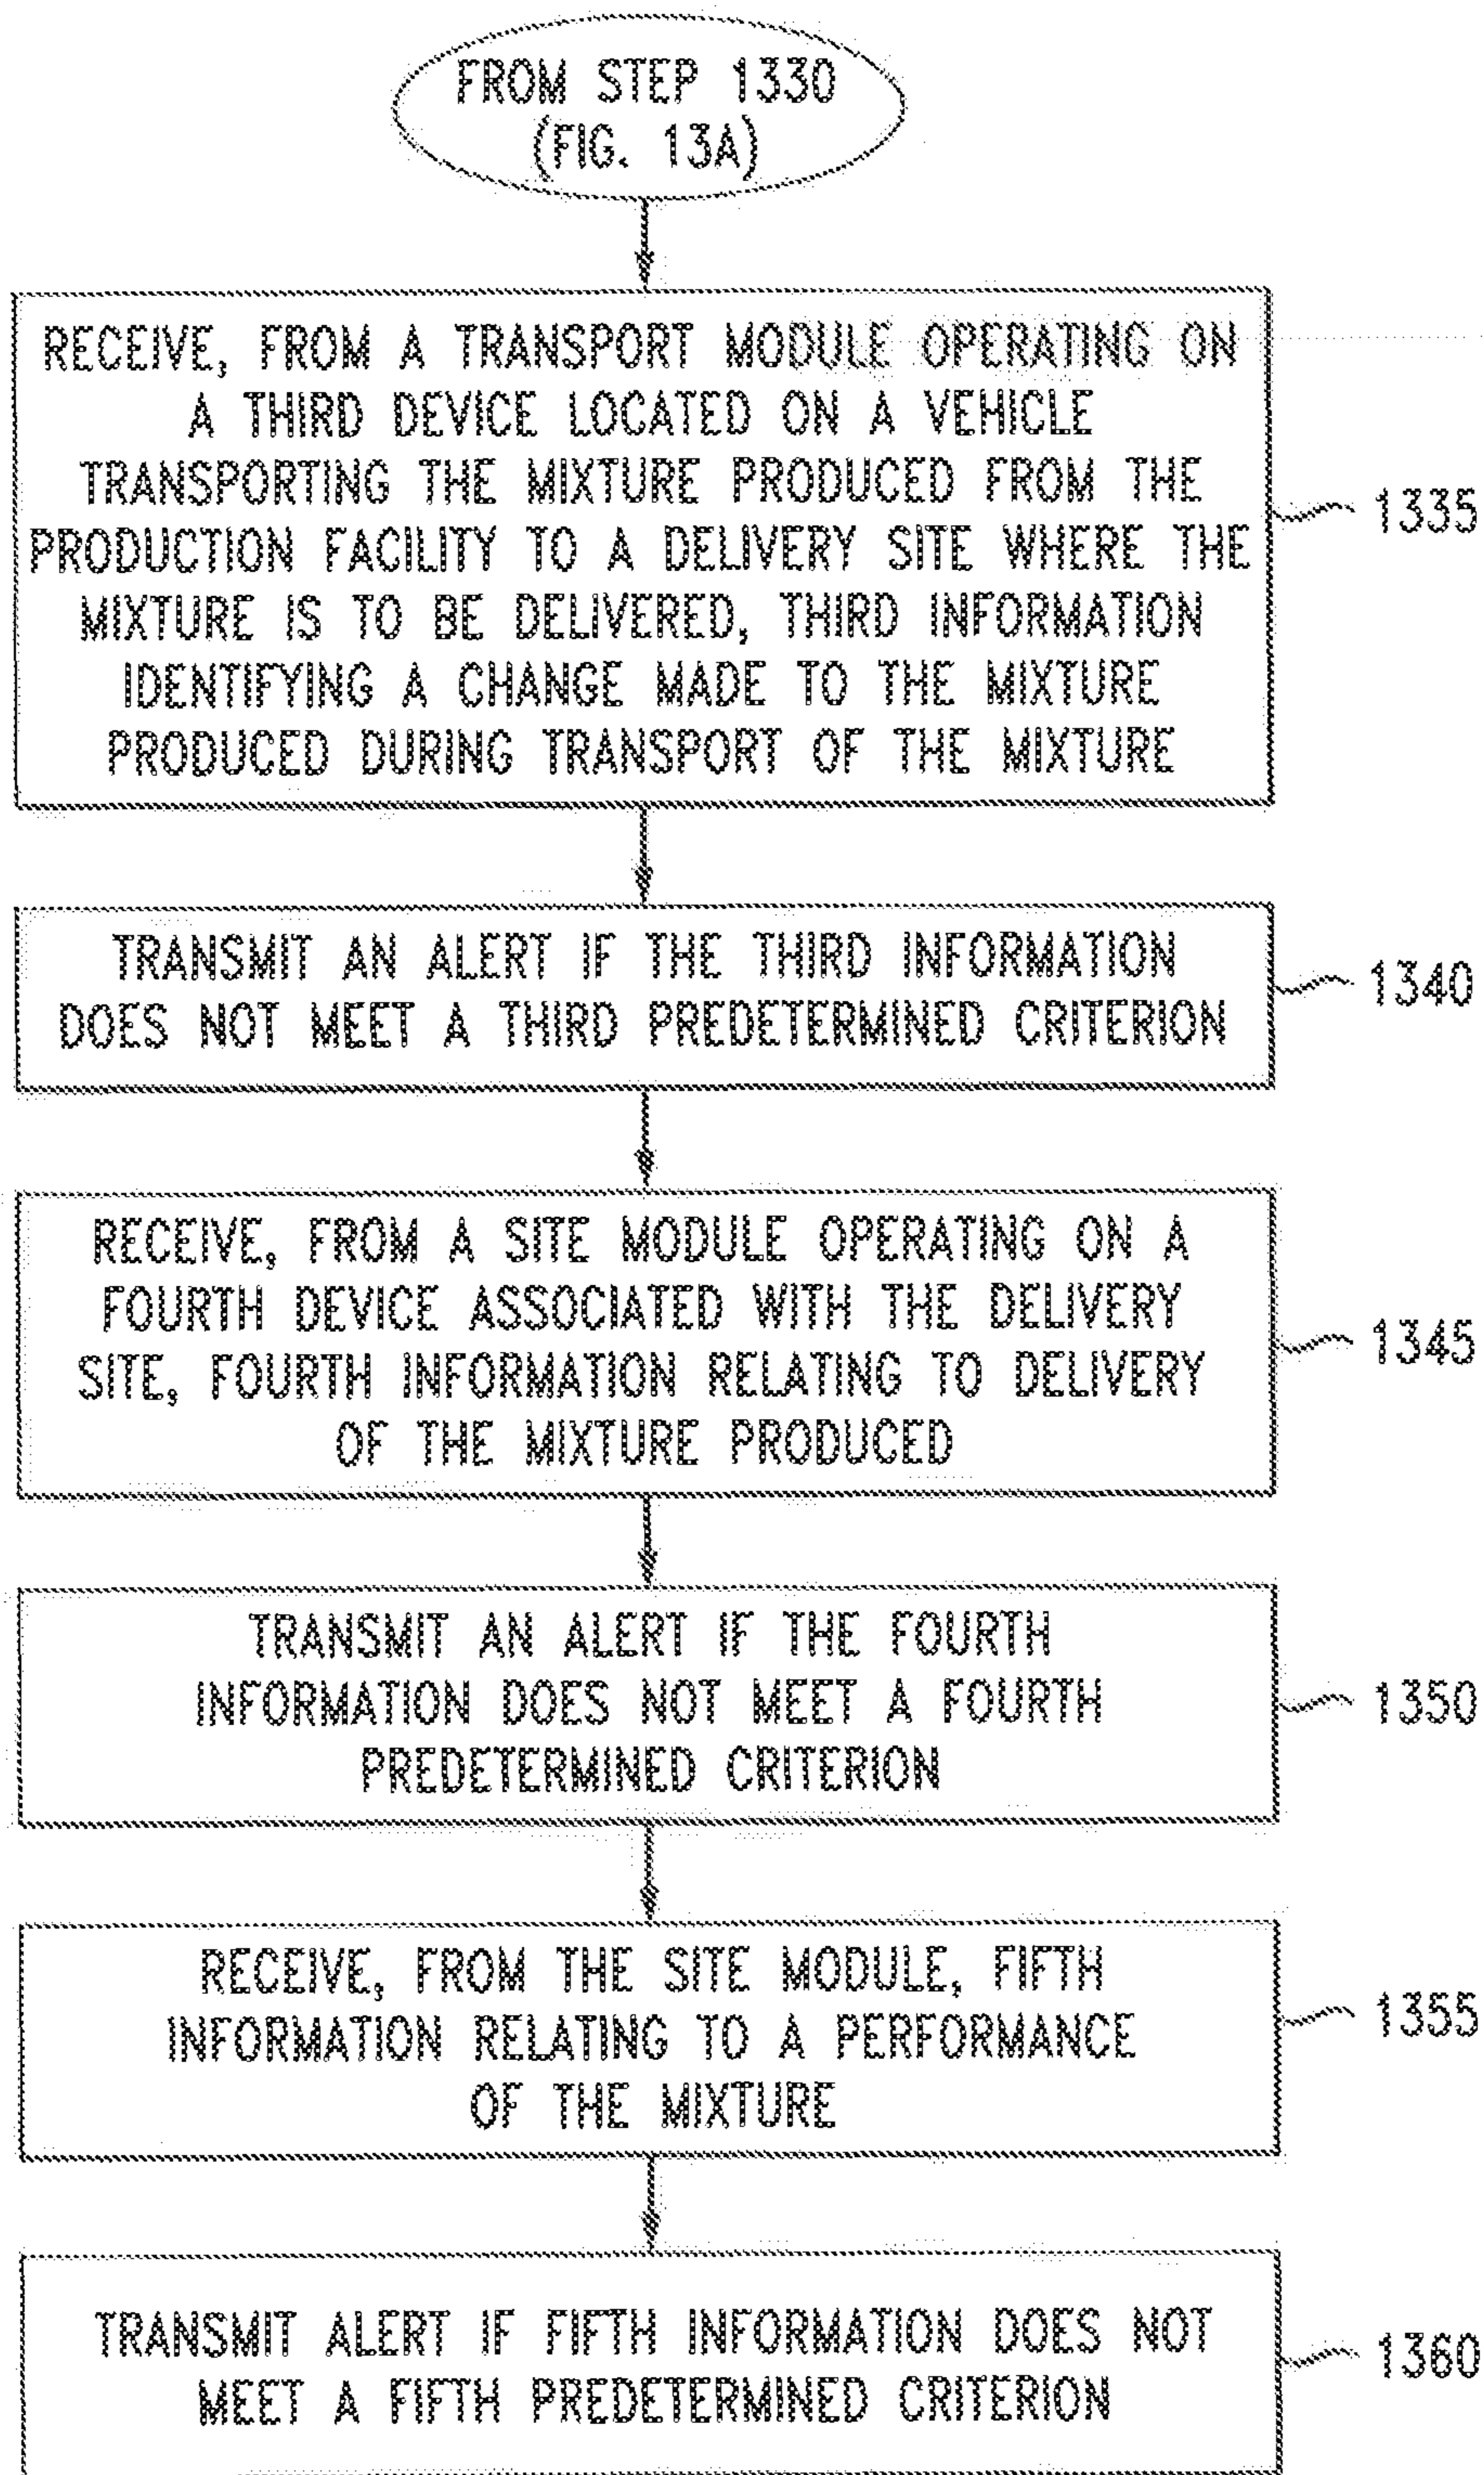 FROM STEP 1330
(FIG. 13A)
RECEIVE, FROM A TRANSPORT MODULE OPERATING ON
A THIRD DEVICE LOCATED ON A VEHICLE
TRANSPORTING THE MIXTURE PRODUCED FROM THE
PRODUCTION FACILITY TO A DELIVERY SITE WHERE THE
MIXTURE IS TO BE DELIVERED, THIRD INFORMATION
IDENTIFYING A CHANGE MADE TO THE MIXTURE
PRODUCED DURING TRANSPORT OF THE MIXTURE
1335
TRANSMIT AN ALERT IF THE THIRD INFORMATION
DOES NOT MEET A THIRD PREDETERMINED CRITERION
1340
RECEIVE, FROM A SITE MODULE OPERATING ON A
FOURTH DEVICE ASSOCIATED WITH THE DELIVERY
SITE, FOURTH INFORMATION RELATING TO DELIVERY
OF THE MIXTURE PRODUCED
1345
TRANSMIT AN ALERT IF THE FOURTH
INFORMATION DOES NOT MEET A FOURTH
PREDETERMINED CRITERION
1350
RECEIVE, FROM THE SITE MODULE, FIFTH
INFORMATION RELATING TO A PERFORMANCE
OF THE MIXTURE
1355
TRANSMIT ALERT IF FIFTH INFORMATION DOES NOT
MEET A FIFTH PREDETERMINED CRITERION
1360